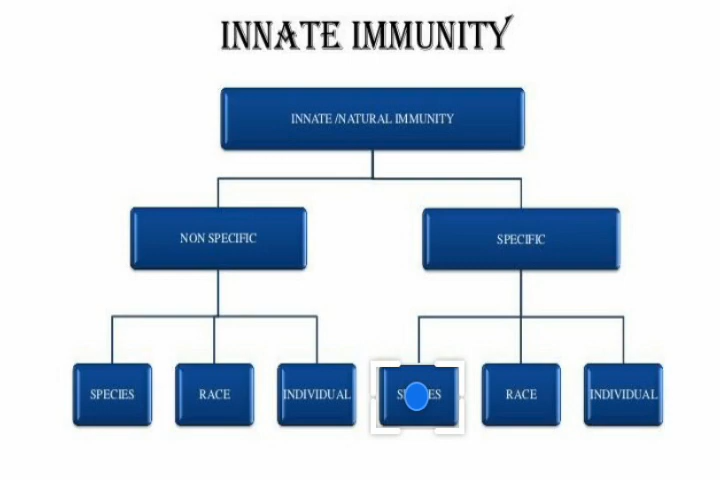 INNATE IMMUNITY
INNATE /NATURAL IMMUNITY
NON SPECIFIC
SPECIFIC
SPECIES
RACE
INDIVIDUAL
RACE
INDIVIDUAL